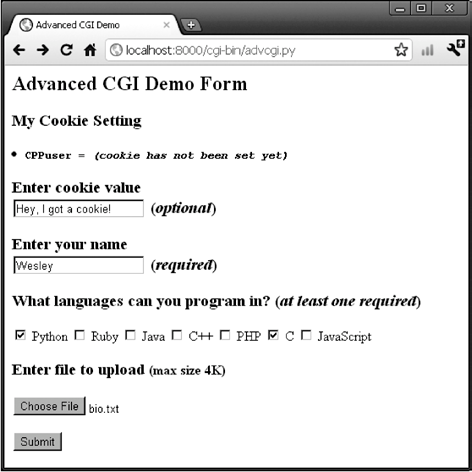 Advanced CGI Demo
localhost:8000/cgi-bin/advcgi.py
Advanced CGI Demo Form
My Cookie Setting
• CPPuser = (cookie has not been set yet)
Enter cookie value
Hey, I got a cookie! (optional)
Enter your name
Wesley (required)
What languages can you program in? (at least one required)
Python Ruby Java C++ PHP C JavaScript
Enter file to upload (max size 4K)
Choose File bio.txt
Submit